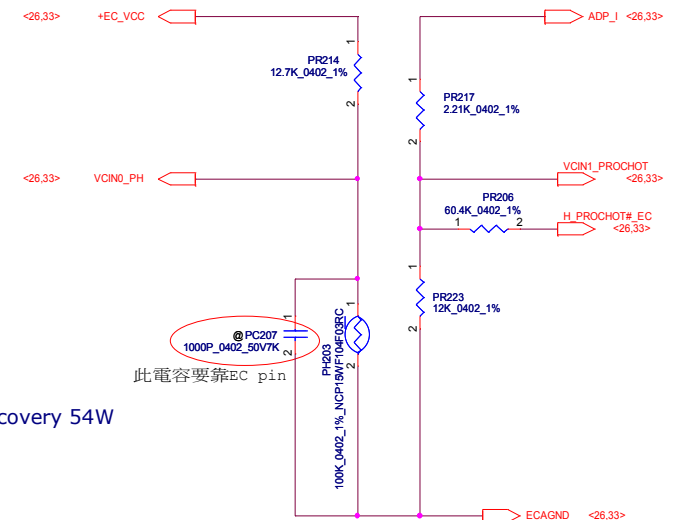 <26,33> +EC_VCC
ADP_I <26,33>
1
PR214
12.7K_0402_1%
2
1
PR217
2.21K_0402_1%
2
<26,33> VCIN0_PH
VCIN1_PROCHOT
<26,33>
PR206
60.4K_0402_1%
1 2
H_PROCHOT#_EC
<26,33>
1
PR223
12K_0402_1%
2
1
@PC207
1000P_0402_50V7K
2
1
PH203
100K_0402_1%_NCP15WF104F03RC
2
此電容要靠EC pin
covery 54W
ECAGND <26,33>